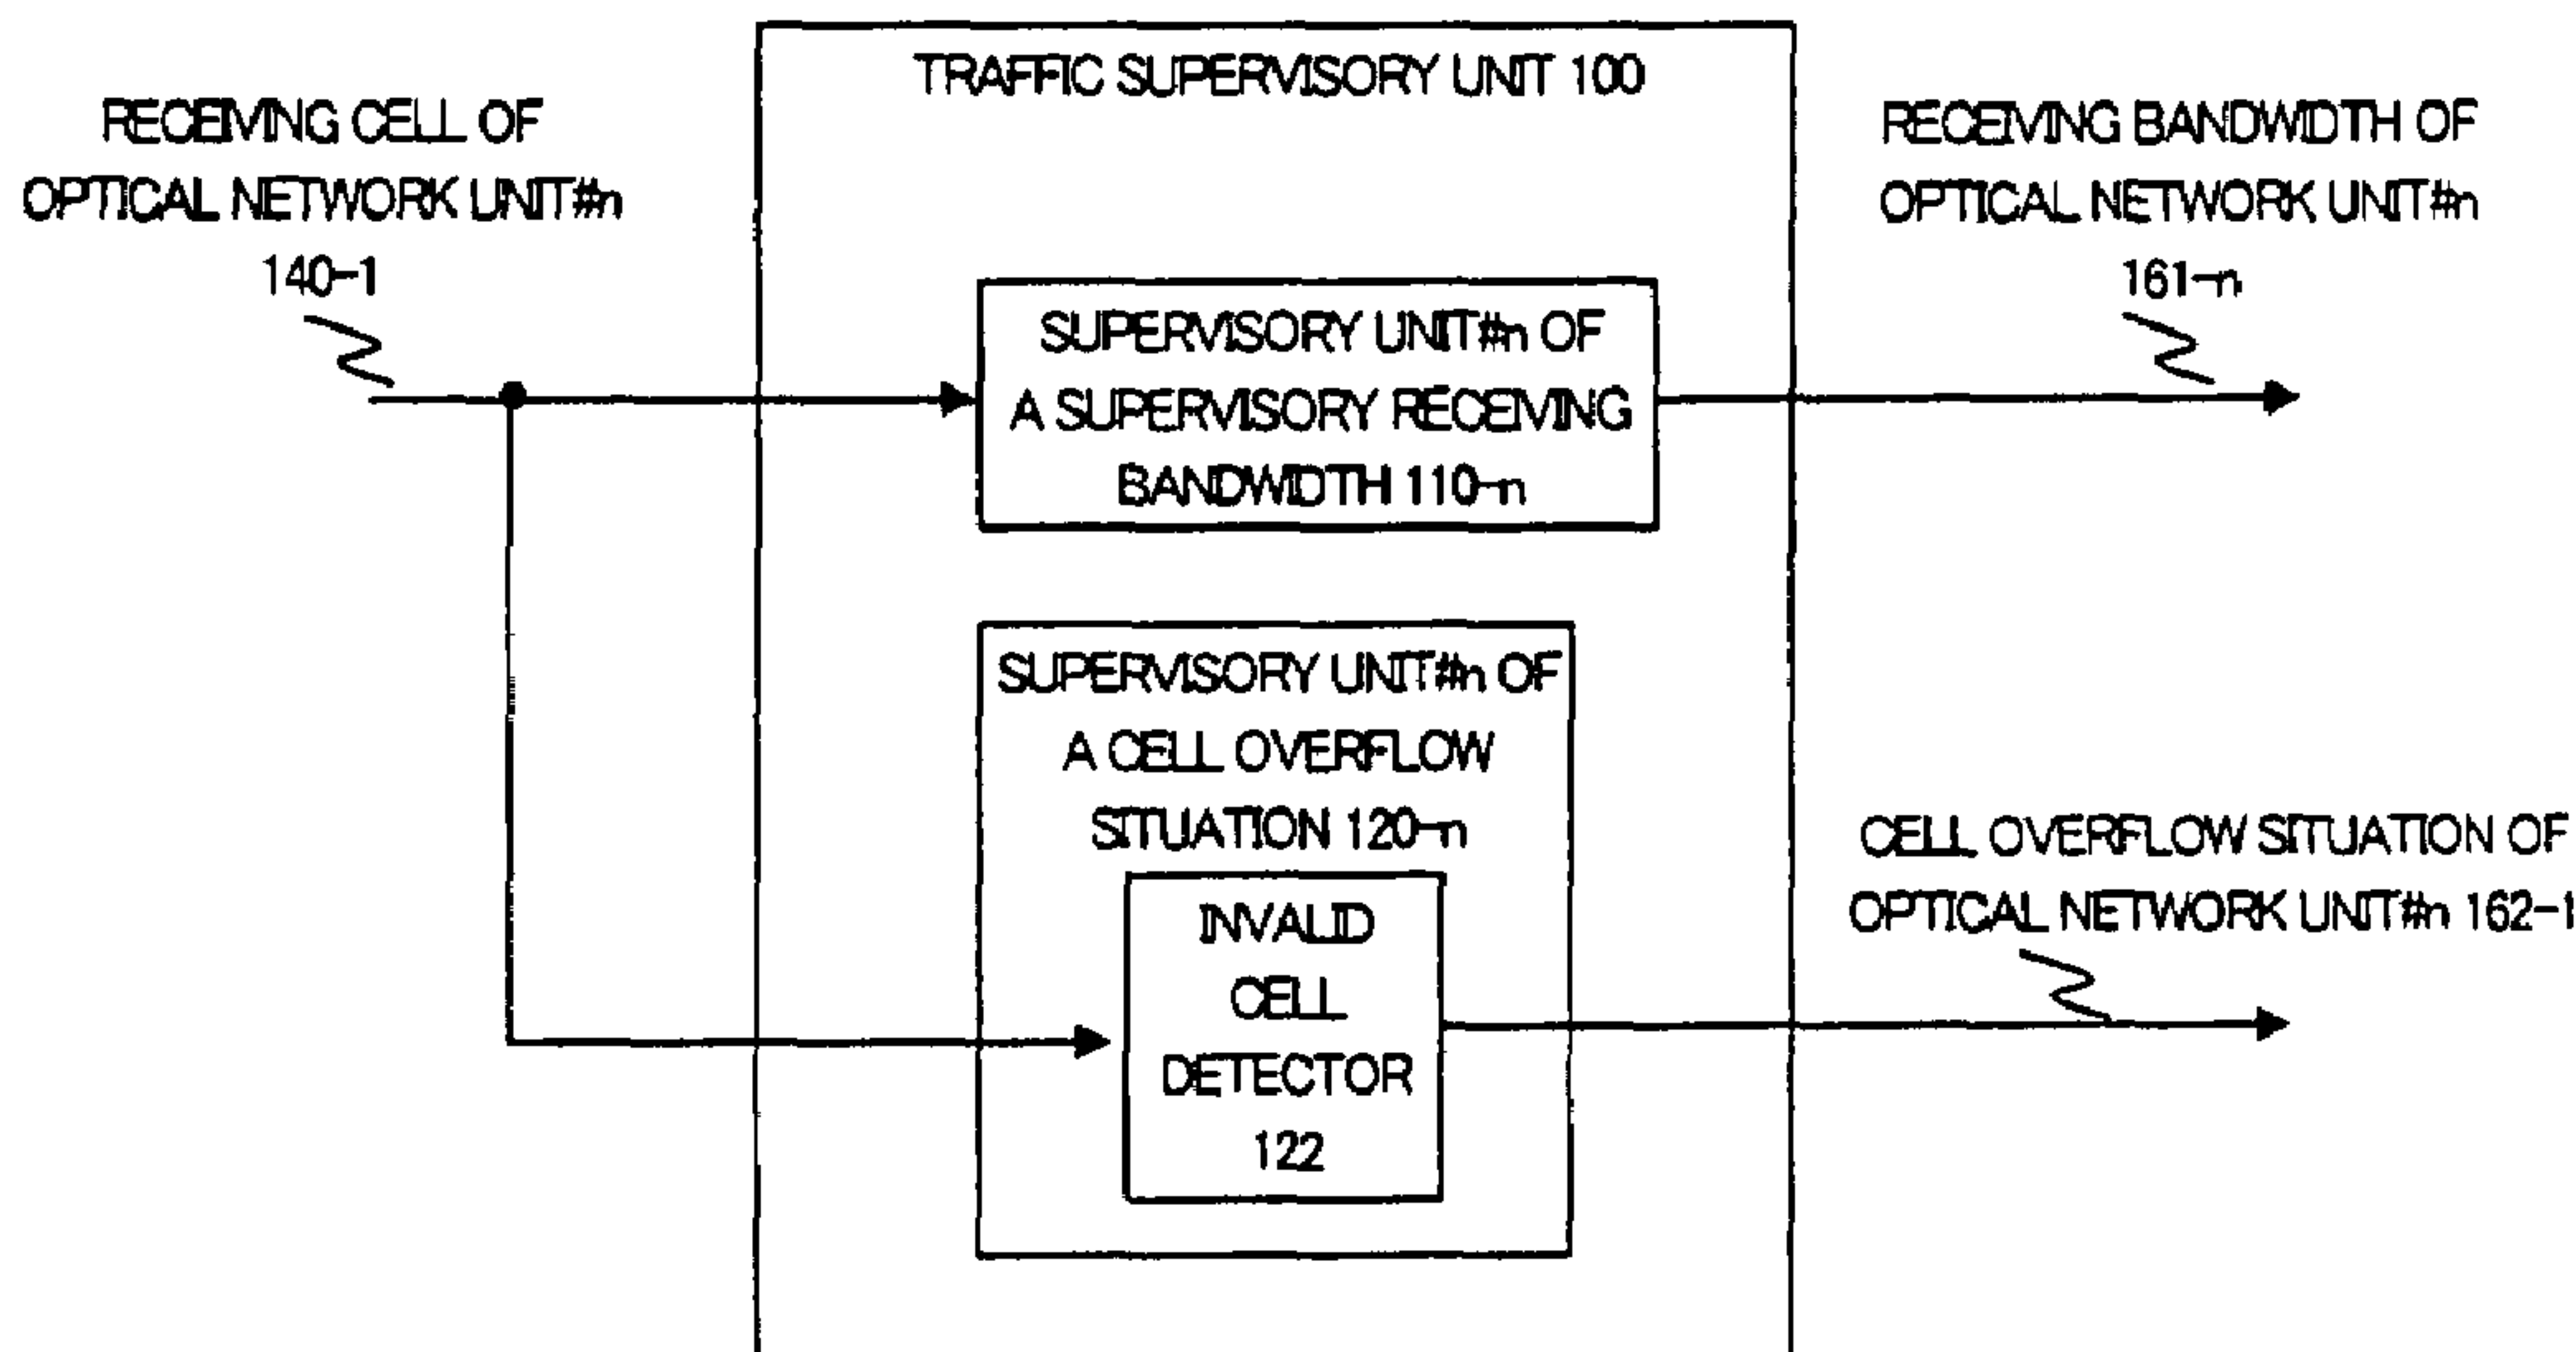 TRAFFIC SUPERVISORY UNIT 100
RECEIVING CELL OF
OPTICAL NETWORK UNIT#n
140-1
RECEIVING BANDWIDTH OF
OPTICAL NETWORK UNIT#n
161-n
SUPERVISORY UNIT#n OF
A SUPERVISORY RECEIVING
BANDWIDTH 110-n
SUPERVISORY UNIT#n OF
A CELL OVERFLOW
SITUATION 120-n
INVALID
CELL
DETECTOR
122
CELL OVERFLOW SITUATION OF
OPTICAL NETWORK UNIT#n 162-1